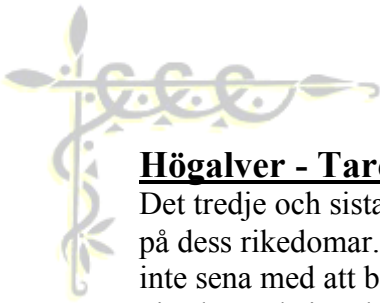 Högalver - Tar
Det tredje och sista
på dess rikedomar.
inte sena med att b